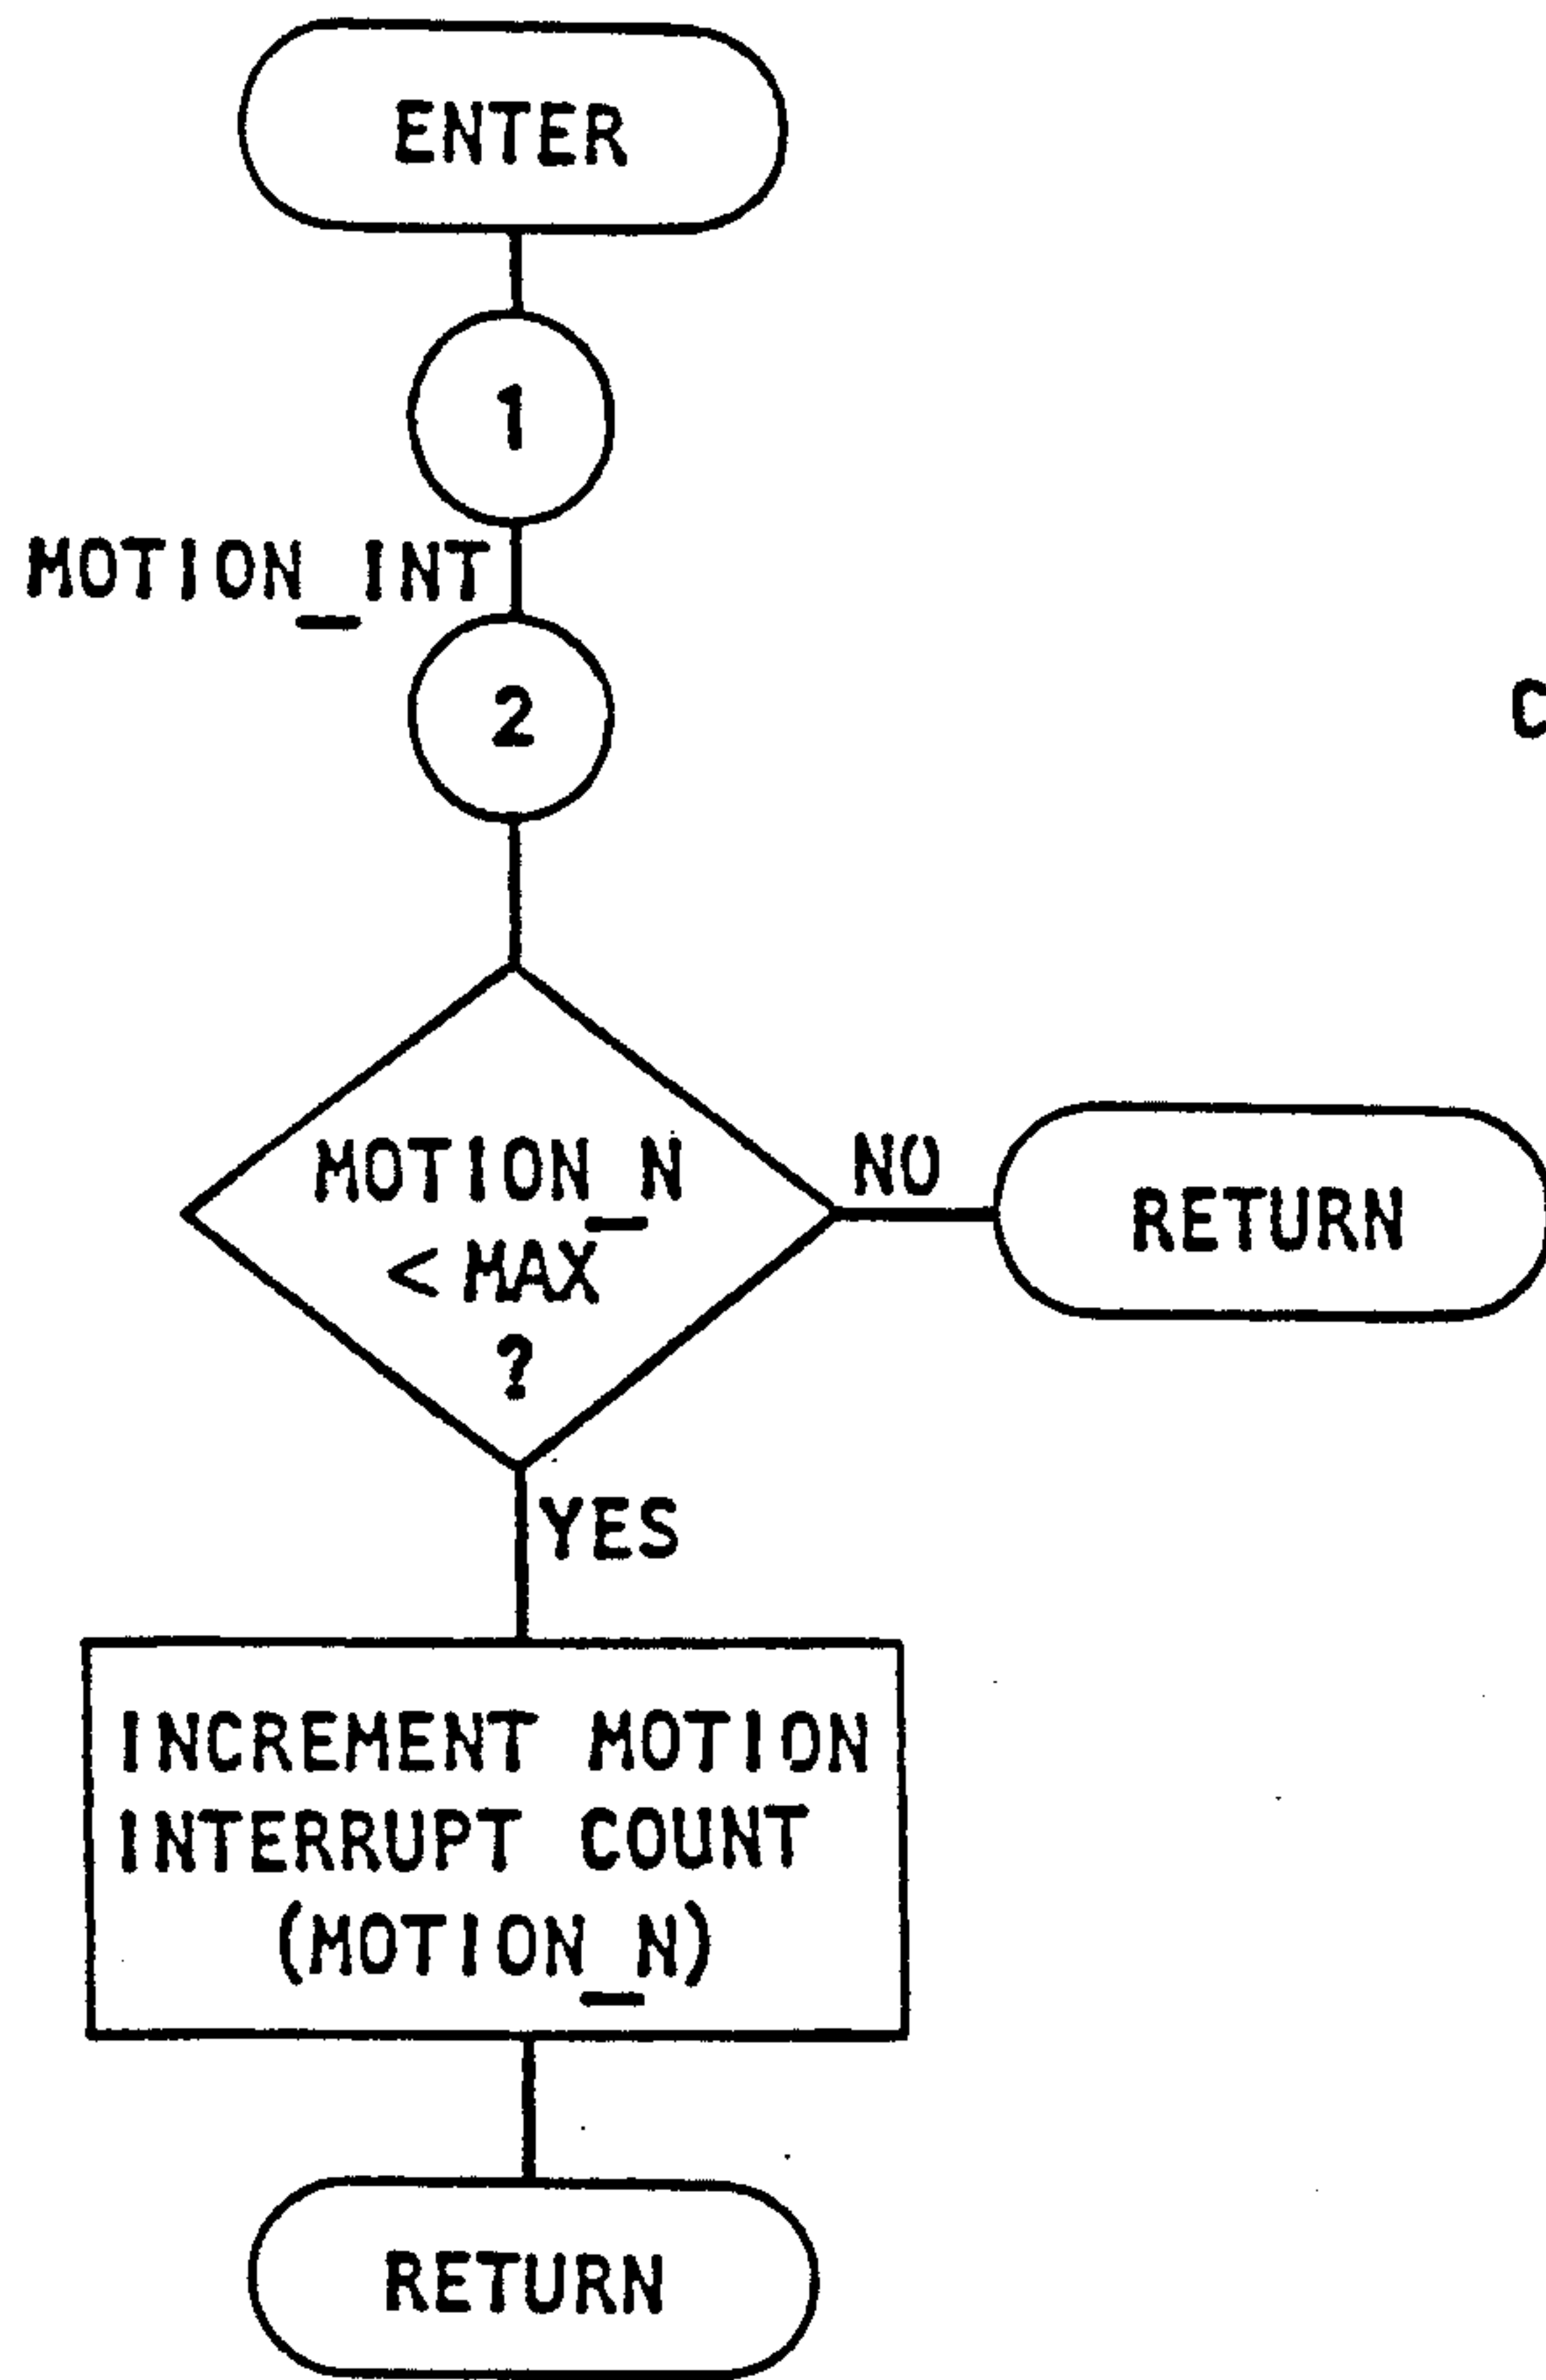 ENTER
1
MOTION_INT
2
C
MOTION_N
< MAX
?
NO
RETURN
YES
INCREMENT MOTION
INTERRUPT COUNT
(MOTION_N)
RETURN